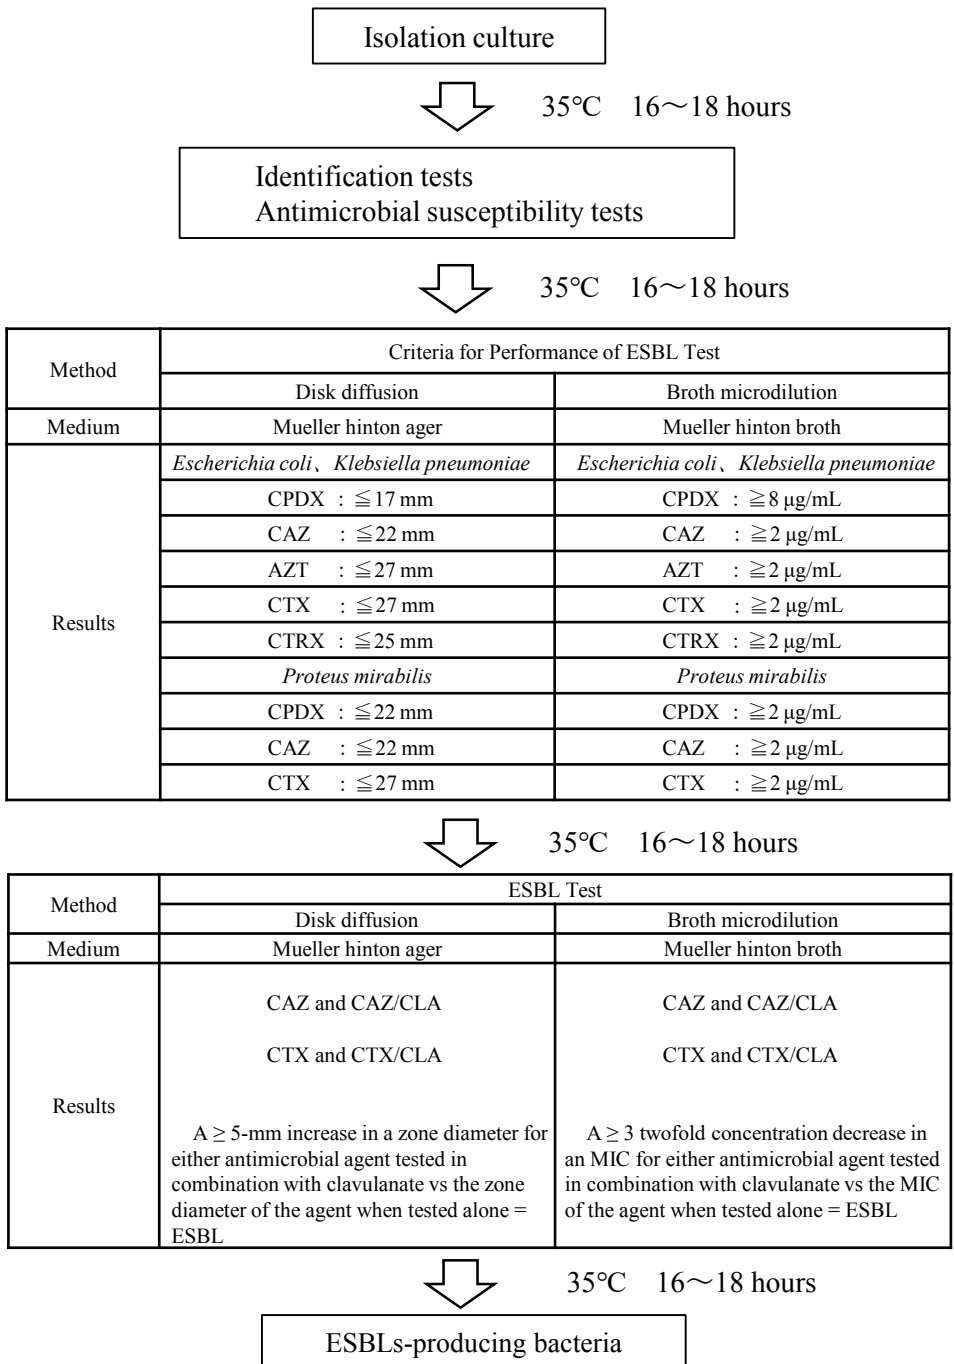 Isolation culture
35℃ 16～18 hours
Identification tests
Antimicrobial susceptibility tests
35℃ 16～18 hours
Method
Criteria for Performance of ESBL Test
Disk diffusion
Broth microdilution
Medium
Mueller hinton ager
Mueller hinton broth
Results
Escherichia coli、Klebsiella pneumoniae
Escherichia coli、Klebsiella pneumoniae
CPDX : ≦17 mm
CPDX : ≧8 μg/mL
CAZ : ≦22 mm
CAZ : ≧2 μg/mL
AZT : ≦27 mm
AZT : ≧2 μg/mL
CTX : ≦27 mm
CTX : ≧2 μg/mL
CTRX : ≦25 mm
CTRX : ≧2 μg/mL
Proteus mirabilis
Proteus mirabilis
CPDX : ≦22 mm
CPDX : ≧2 μg/mL
CAZ : ≦22 mm
CAZ : ≧2 μg/mL
CTX : ≦27 mm
CTX : ≧2 μg/mL
35℃ 16～18 hours
Method
ESBL Test
Disk diffusion
Broth microdilution
Medium
Mueller hinton ager
Mueller hinton broth
Results
CAZ and CAZ/CLA
CTX and CTX/CLA
A ≥ 5-mm increase in a zone diameter for
either antimicrobial agent tested in
combination with clavulanate vs the zone
diameter of the agent when tested alone =
ESBL
CAZ and CAZ/CLA
CTX and CTX/CLA
A ≥ 3 twofold concentration decrease in
an MIC for either antimicrobial agent tested
in combination with clavulanate vs the MIC
of the agent when tested alone = ESBL
35℃ 16～18 hours
ESBLs-producing bacteria